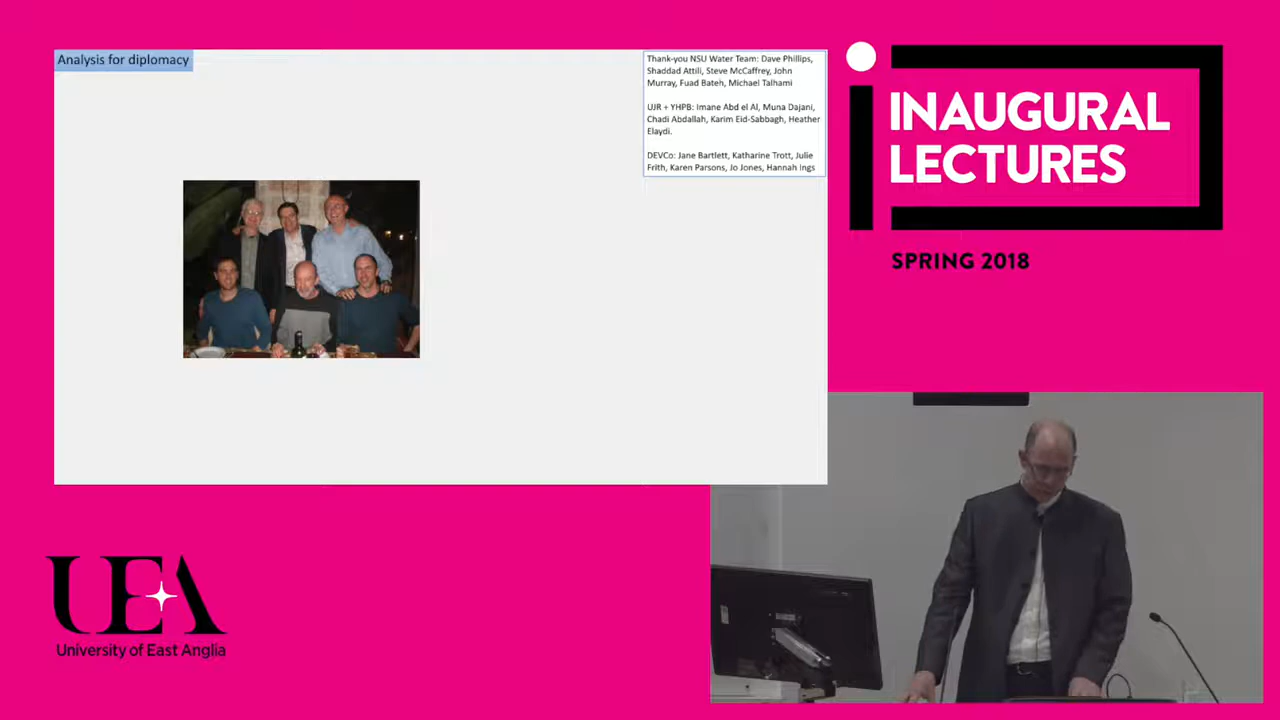 Analysis for diplomacy
Thank-you NSU Water Team: Dave Phillips,
Shaddad Attili, Steve McCaffrey, John
Murray, Fuad Bateh, Michael Talhami
UJR + YHPB: Imane Abd el Al, Muna Dajani,
Chadi Abdallah, Karim Eid-Sabbagh, Heather
Elaydi.
DEVCo: Jane Bartlett, Katharine Trott, Julie
Frith, Karen Parsons, Jo Jones, Hannah Ings
INAUGURAL
LECTURES
SPRING 2018
UEA
University of East Anglia